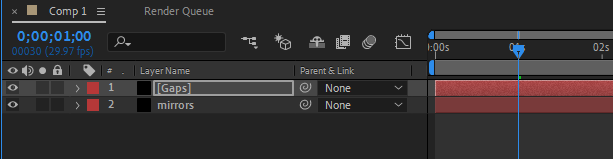 Comp 1 Render Queue
0;00;01;00
00030 (29.97 fps)
:00s 02s
# Layer Name Parent & Link
1 [Gaps] None
2 mirrors None